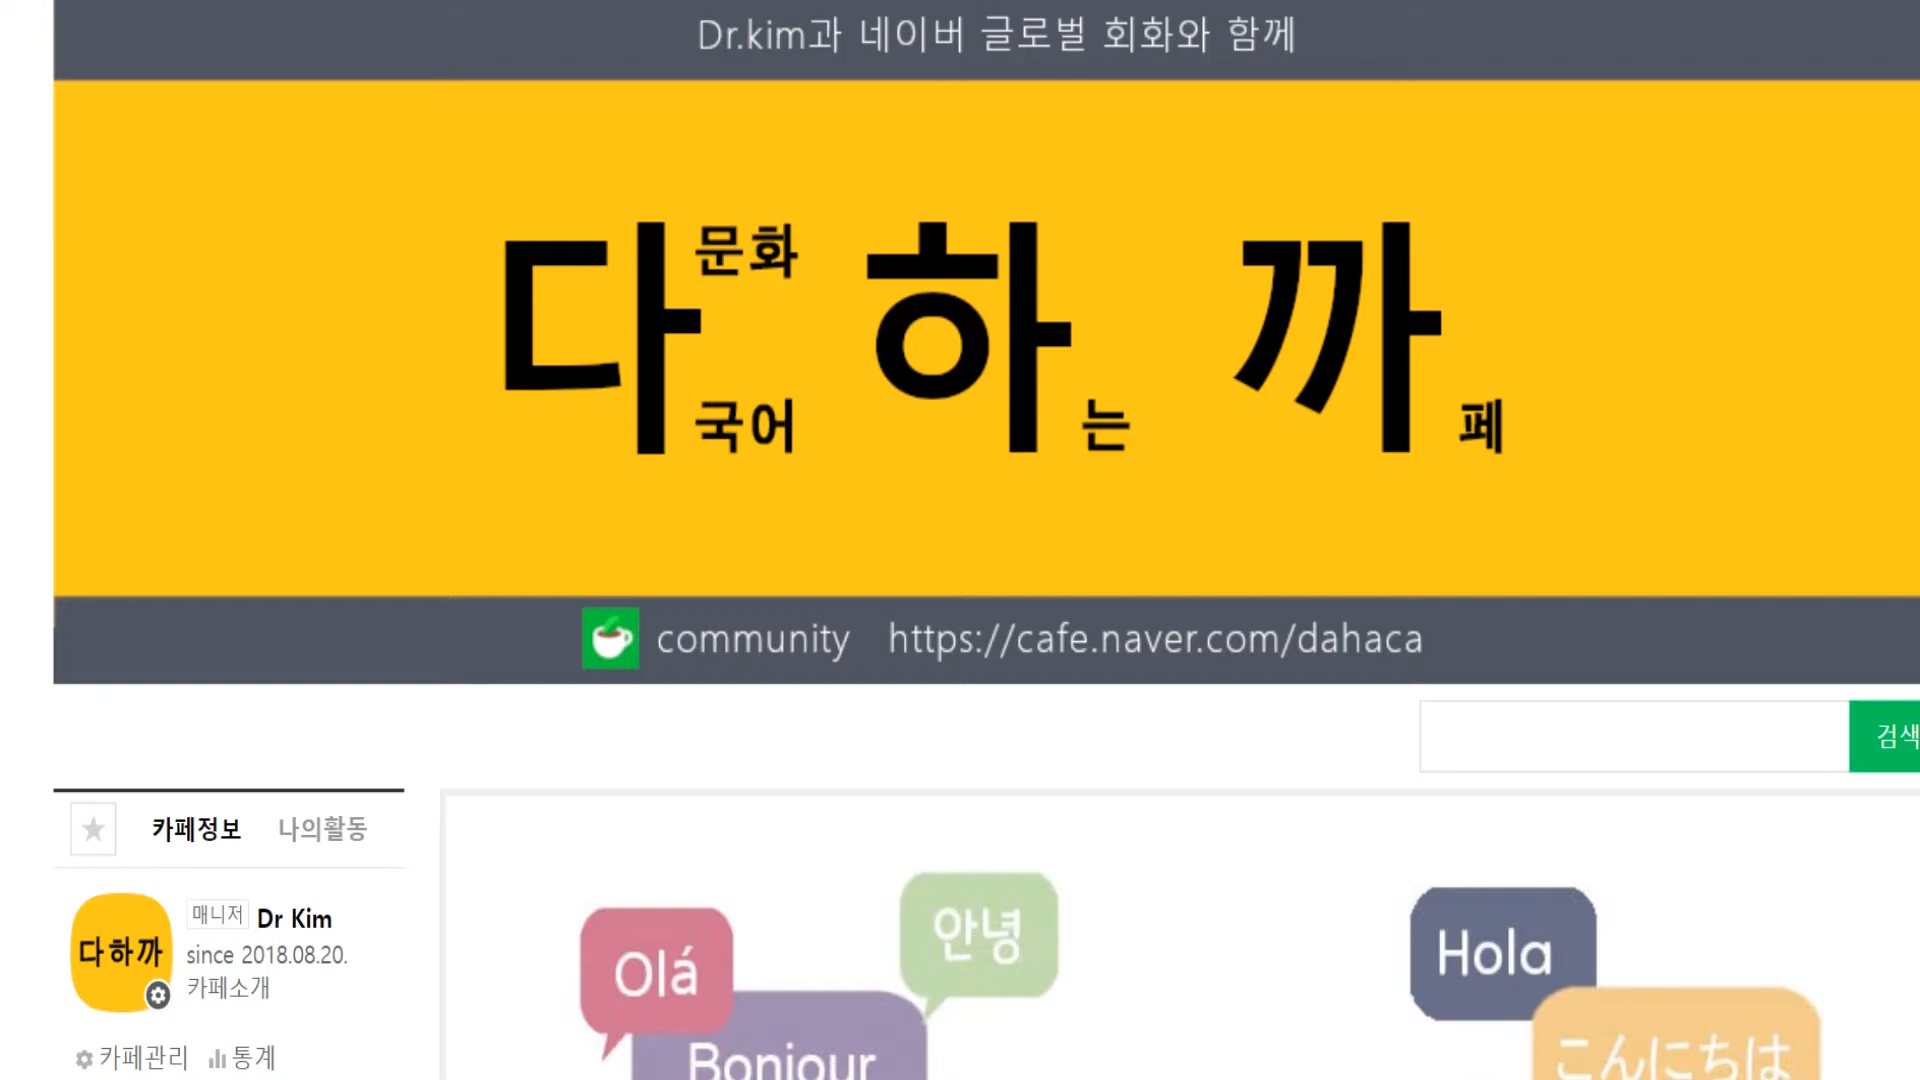 Dr.kim과 네이버 글로벌 회화와 함께
다문화 하 까
국어 는 페
community https://cafe.naver.com/dahaca
검색
카페정보 나의활동
매니저 Dr Kim
다하까
since 2018.08.20.
카페소개
카페관리 통계
Olá
안녕
Bonjour
Hola
こんにちは